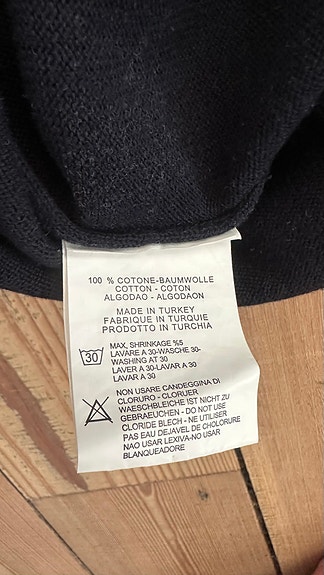 100 % COTONE-BAUMWOLLE
COTTON - COTON
ALGODAO - ALGODAON
MADE IN TURKEY
FABRIQUE IN TURQUIE
PRODOTTO IN TURCHIA
30
MAX, SHRINKAGE %5
LAVARE A 30-WASCHE 30-
WASHING AT 30
LAVER A 30-LAVAR A 30
LAVAR A 30
NON USARE CANDEGGINA DI
CLORURO - CLORUER
WAESCHBLEICHE IST NICHT ZU
GEBRAEUCHEN - DO NOT USE
CLORIDE BLECH - NE UTILISER
PAS EAU DEJAVEL DE CHOLORURE
NAO USAR LEXIVA-NO USAR
BLANQUEADORE